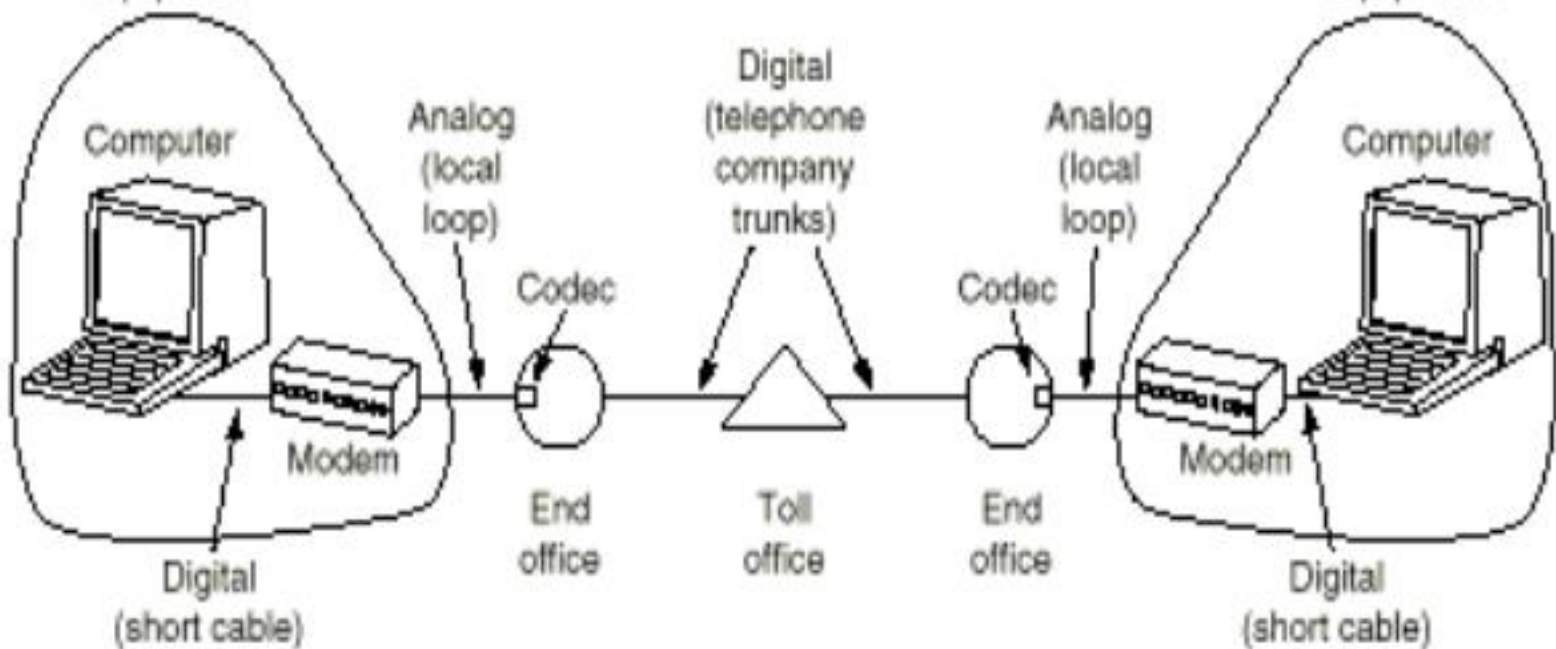 Computer
Analog
(local
loop)
Digital
(telephone
company
trunks)
Analog
(local
loop)
Computer
Codec
Codec
Modem
Modem
End
office
Toll
office
End
office
Digital
(short cable)
Digital
(short cable)